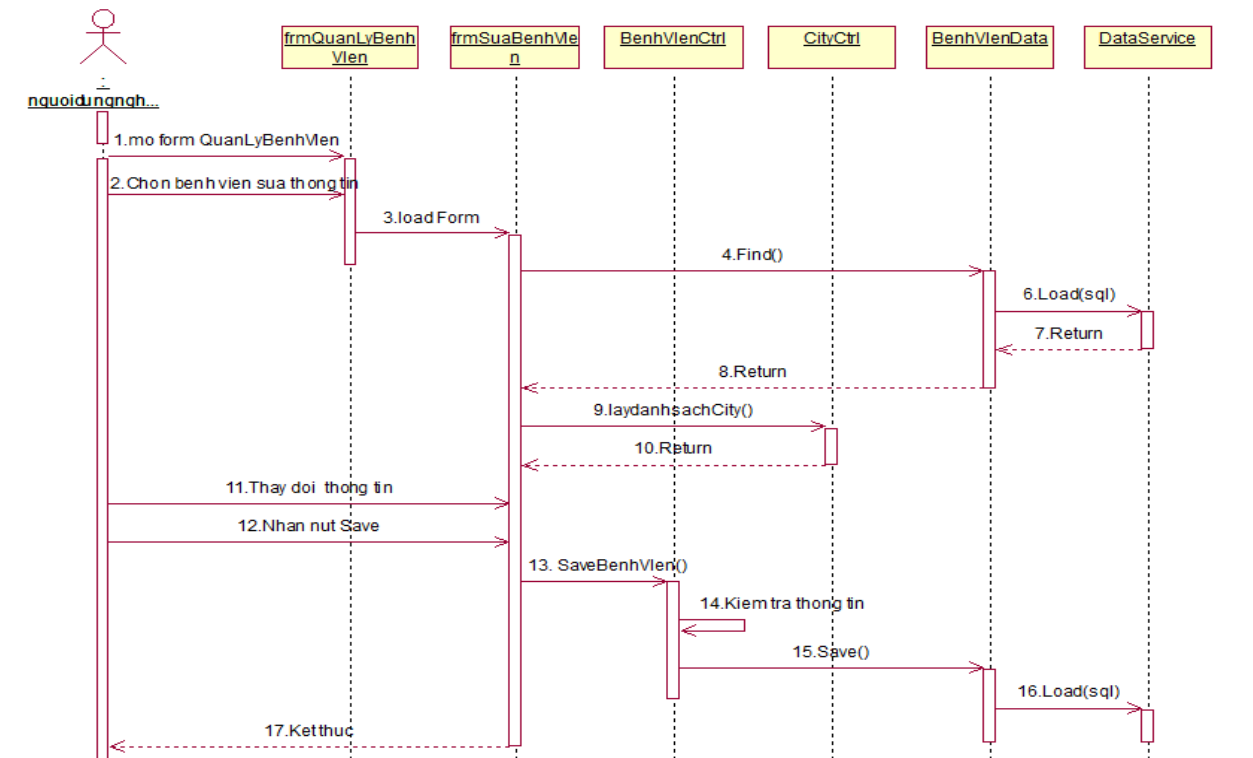 frmQuanLyBenh
VIen
frmSuaBenhVIe
n
BenhVIenCtrl
CityCtrl
BenhVIenData
DataService
:
nguoidungngh...
1.mo form QuanLyBenhVIen
2.Chon benh vien sua thong tin
3.load Form
4.Find()
6.Load(sql)
7.Return
8.Return
9.laydanhsachCity()
10.Return
11.Thay doi thong tin
12.Nhan nut Save
13. SaveBenhVIen()
14.Kiem tra thong tin
15.Save()
16.Load(sql)
17.Ket thuc